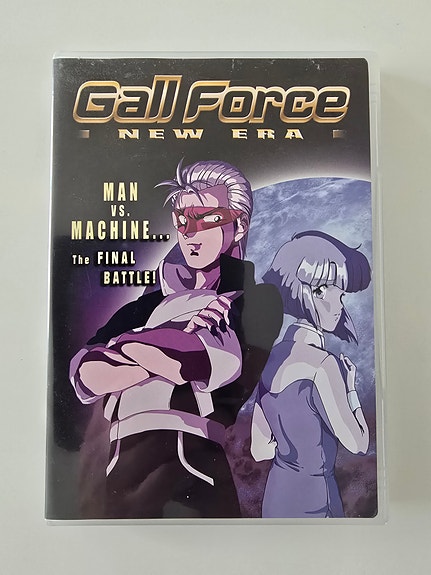 Gall Force
NEW ERA
MAN
VS.
MACHINE...
The FINAL
BATTLE!